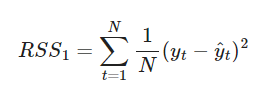 $RSS_1 = \sum_{t=1}^{N} \frac{1}{N} (y_t - \hat{y}_t)^2$